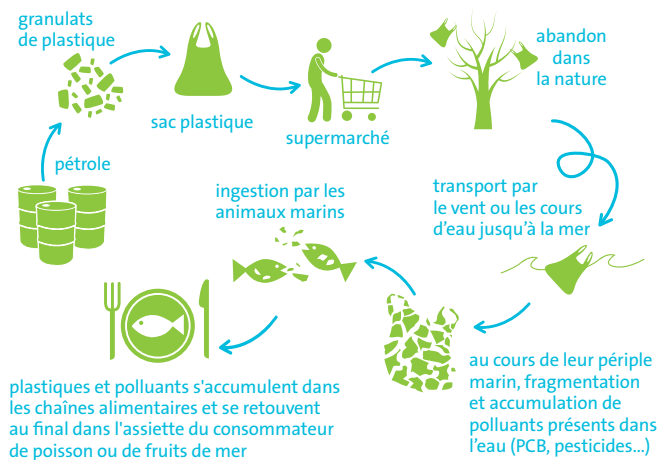 granulats
de plastique
sac plastique
supermarché
abandon
dans
la nature
pétrole
ingestion par les
animaux marins
transport par
le vent ou les cours
d'eau jusqu'à la mer
au cours de leur périple
marin, fragmentation
et accumulation de
polluants présents dans
l'eau (PCB, pesticides...)
plastiques et polluants s'accumulent dans
les chaînes alimentaires et se retouvent
au final dans l'assiette du consommateur
de poisson ou de fruits de mer